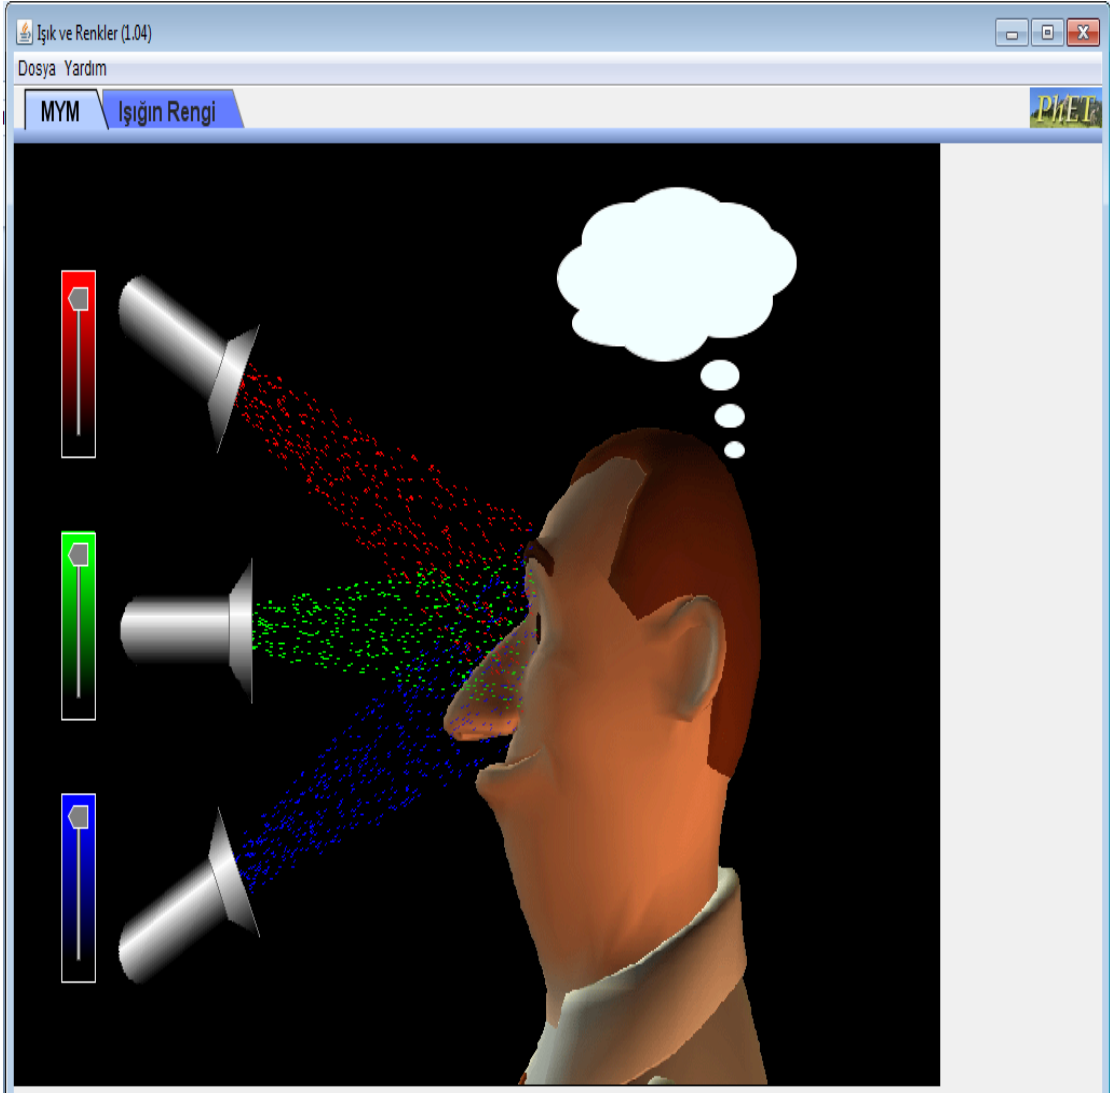 Işık ve Renkler (1.04)
Dosya Yardım
MYM Işığın Rengi
PhET